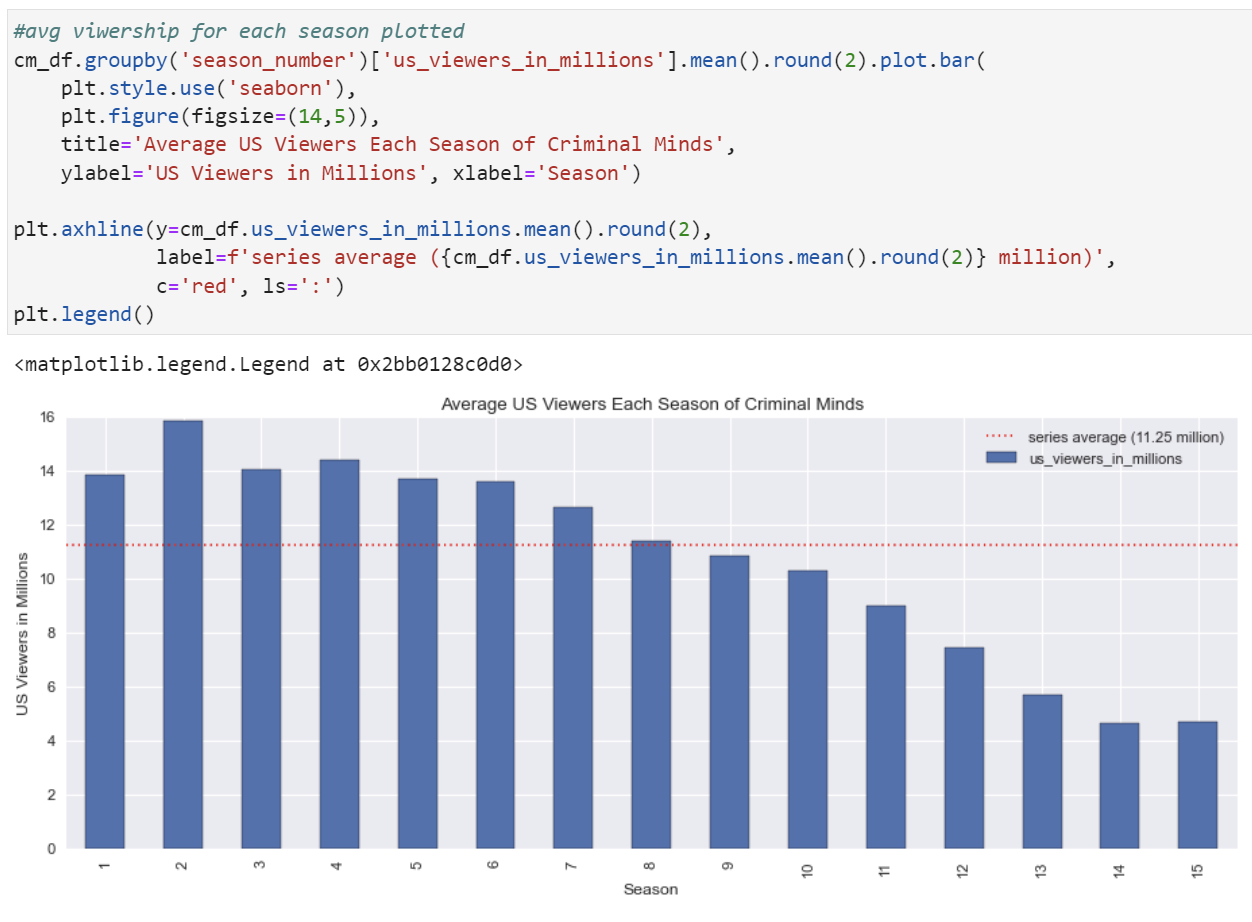 #avg viwership for each season plotted
cm_df.groupby('season_number')['us_viewers_in_millions'].mean().round(2).plot.bar(
    plt.style.use('seaborn'),
    plt.figure(figsize=(14,5)),
    title='Average US Viewers Each Season of Criminal Minds',
    ylabel='US Viewers in Millions', xlabel='Season')

plt.axhline(y=cm_df.us_viewers_in_millions.mean().round(2),
            label=f'series average ({cm_df.us_viewers_in_millions.mean().round(2)} million)',
            c='red', ls=':')
plt.legend()
<matplotlib.legend.Legend at 0x2bb0128c0d0>
Average US Viewers Each Season of Criminal Minds
series average (11.25 million)
us_viewers_in_millions
US Viewers in Millions
16
14
12
10
8
6
4
2
0
1 2 3 4 5 6 7 8 9 10 11 12 13 14 15
Season